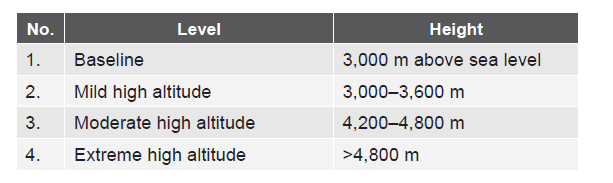 No. Level Height
1. Baseline 3,000 m above sea level
2. Mild high altitude 3,000–3,600 m
3. Moderate high altitude 4,200–4,800 m
4. Extreme high altitude >4,800 m